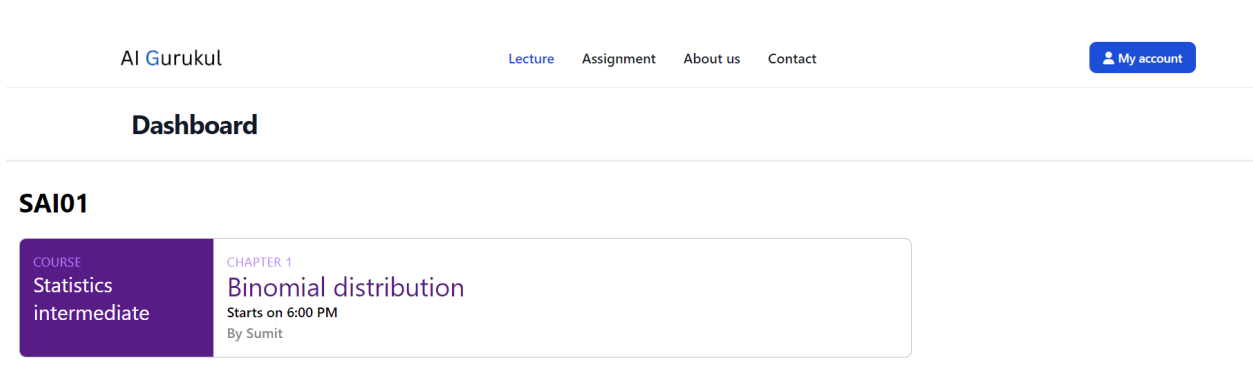 AI Gurukul
Lecture
Assignment
About us
Contact
My account
Dashboard
SAI01
COURSE
Statistics
intermediate
CHAPTER 1
Binomial distribution
Starts on 6:00 PM
By Sumit